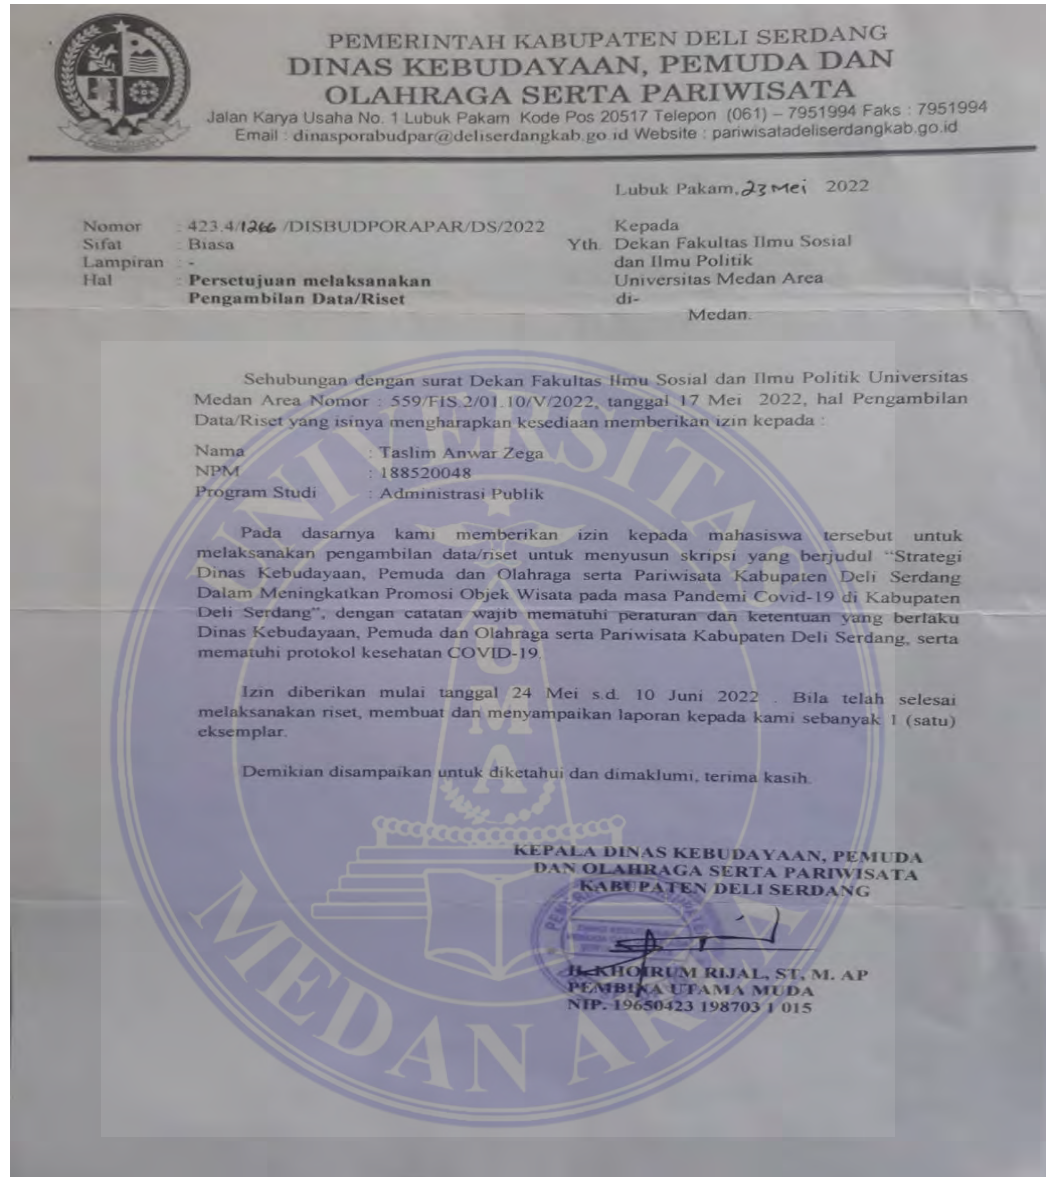 PEMERINTAH KABUPATEN DELI SERDANG
DINAS KEBUDAYAAN, PEMUDA DAN
OLAHRAGA SERTA PARIWISATA
Jalan Karya Usaha No. 1 Lubuk Pakam Kode Pos 20517 Telepon (061) – 7951994 Faks : 7951994
Email : dinasporabudpar@deliserdangkab.go.id Website : pariwisatadeliserdangkab.go.id
Lubuk Pakam, 23 Mei 2022
Nomor : 423.4/1266 /DISBUDPORAPAR/DS/2022
Sifat : Biasa
Lampiran : -
Hal : Persetujuan melaksanakan
Pengambilan Data/Riset
Kepada
Yth. Dekan Fakultas Ilmu Sosial
dan Ilmu Politik
Universitas Medan Area
di-
Medan.
Sehubungan dengan surat Dekan Fakultas Ilmu Sosial dan Ilmu Politik Universitas
Medan Area Nomor : 559/FIS.2/01.10/V/2022, tanggal 17 Mei 2022, hal Pengambilan
Data/Riset yang isinya mengharapkan kesediaan memberikan izin kepada :
Nama : Taslim Anwar Zega
NPM : 188520048
Program Studi : Administrasi Publik
Pada dasarnya kami memberikan izin kepada mahasiswa tersebut untuk
melaksanakan pengambilan data/riset untuk menyusun skripsi yang berjudul “Strategi
Dinas Kebudayaan, Pemuda dan Olahraga serta Pariwisata Kabupaten Deli Serdang
Dalam Meningkatkan Promosi Objek Wisata pada masa Pandemi Covid-19 di Kabupaten
Deli Serdang”, dengan catatan wajib mematuhi peraturan dan ketentuan yang berlaku
Dinas Kebudayaan, Pemuda dan Olahraga serta Pariwisata Kabupaten Deli Serdang, serta
mematuhi protokol kesehatan COVID-19.
Izin diberikan mulai tanggal 24 Mei s.d. 10 Juni 2022 . Bila telah selesai
melaksanakan riset, membuat dan menyampaikan laporan kepada kami sebanyak 1 (satu)
eksemplar.
Demikian disampaikan untuk diketahui dan dimaklumi, terima kasih.
KEPALA DINAS KEBUDAYAAN, PEMUDA
DAN OLAHRAGA SERTA PARIWISATA
KABUPATEN DELI SERDANG
H. KHOIRUM RIJAL, ST, M. AP
PEMBINA UTAMA MUDA
NIP. 19650423 198703 1 015
UNIVERSITAS
UMA
MEDAN AREA